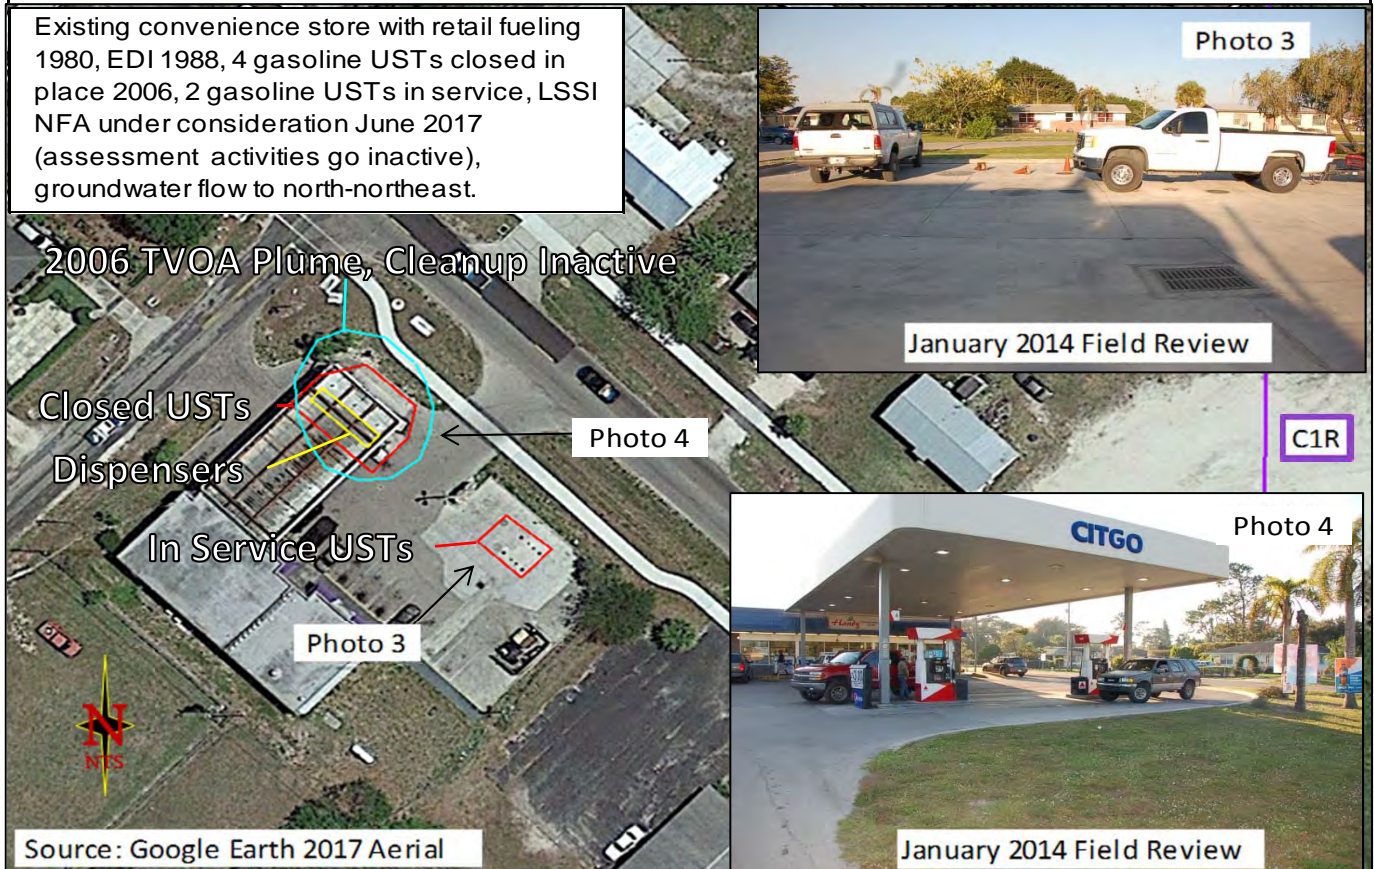 Existing convenience store with retail fueling
1980, EDI 1988, 4 gasoline USTs closed in
place 2006, 2 gasoline USTs in service, LSSI
NFA under consideration June 2017
(assessment activities go inactive),
groundwater flow to north-northeast.
Photo 3
January 2014 Field Review
2006 TVOA Plume, Cleanup Inactive
Closed USTs
Dispensers
Photo 4
C1R
In Service USTs
Photo 3
N
NTS
Source: Google Earth 2017 Aerial
CITGO
Photo 4
Handy
January 2014 Field Review